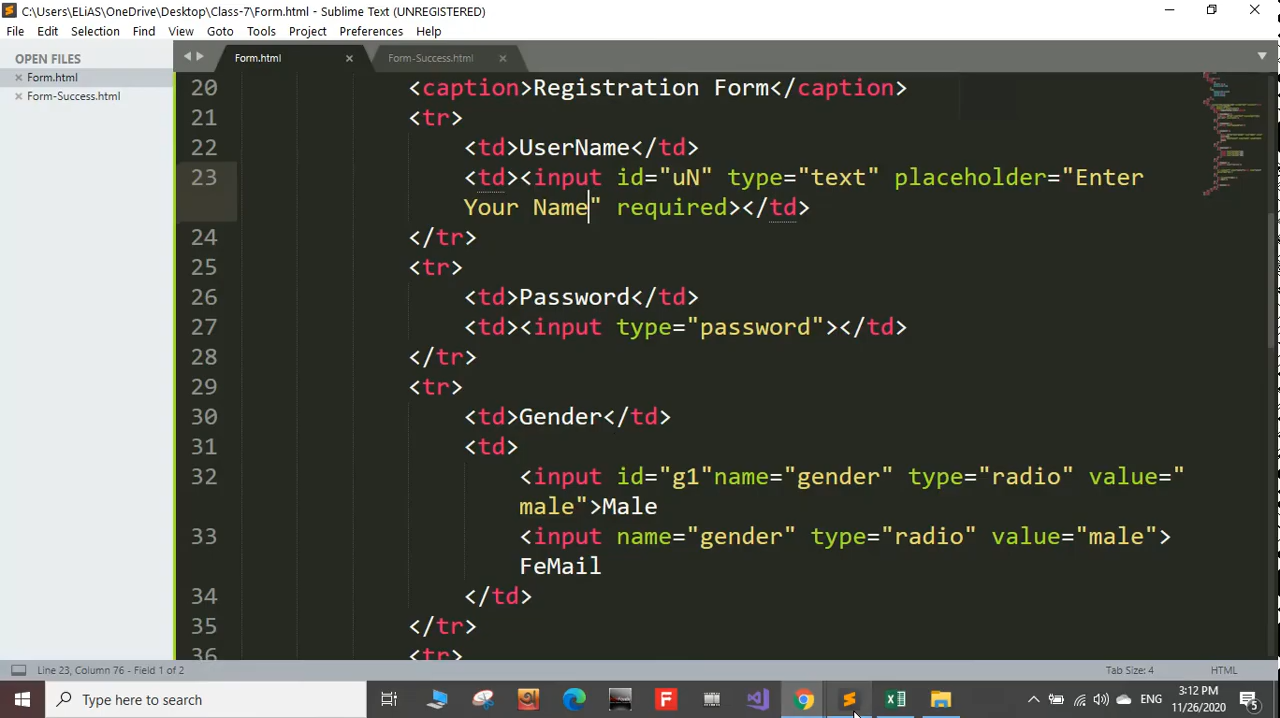 C:\Users\ELiAS\OneDrive\Desktop\Class-7\Form.html - Sublime Text (UNREGISTERED)
File Edit Selection Find View Goto Tools Project Preferences Help
OPEN FILES
Form.html
Form-Success.html
Form.html
Form-Success.html
20 <caption>Registration Form</caption>
21 <tr>
22 <td>UserName</td>
23 <td><input id="uN" type="text" placeholder="Enter
Your Name" required></td>
24 </tr>
25 <tr>
26 <td>Password</td>
27 <td><input type="password"></td>
28 </tr>
29 <tr>
30 <td>Gender</td>
31 <td>
32 <input id="g1"name="gender" type="radio" value="
male">Male
33 <input name="gender" type="radio" value="male">
FeMail
34 </td>
35 </tr>
36 <tr>
Line 23, Column 76 - Field 1 of 2
Tab Size: 4
HTML
Type here to search
ENG
3:12 PM
11/26/2020
5